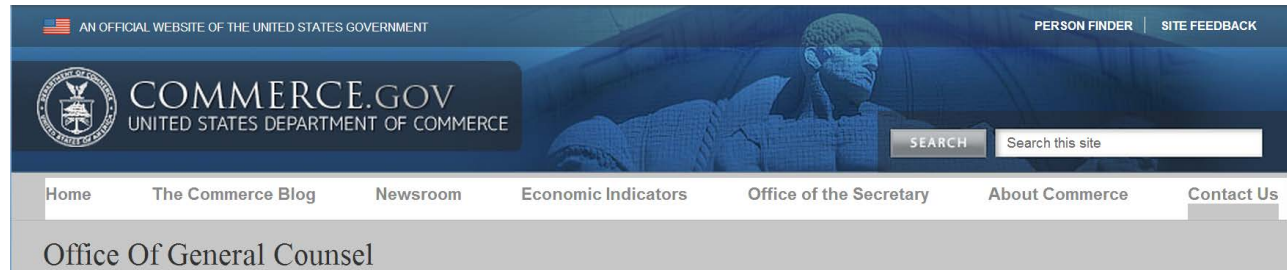 AN OFFICIAL WEBSITE OF THE UNITED STATES GOVERNMENT
PERSON FINDER
SITE FEEDBACK
COMMERCE.GOV
UNITED STATES DEPARTMENT OF COMMERCE
SEARCH
Search this site
Home
The Commerce Blog
Newsroom
Economic Indicators
Office of the Secretary
About Commerce
Contact Us
Office Of General Counsel